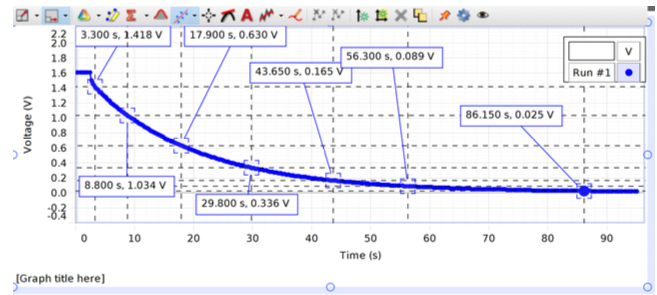 3.300 s, 1.418 V
17.900 s, 0.630 V
56.300 s, 0.089 V
43.650 s, 0.165 V
86.150 s, 0.025 V
8.800 s, 1.034 V
29.800 s, 0.336 V
V
Run #1
Voltage (V)
2.2
2.0
1.8
1.6
1.4
1.2
1.0
0.8
0.6
0.4
0.2
0.0
-0.2
-0.4
0 10 20 30 40 50 60 70 80 90
Time (s)
[Graph title here]